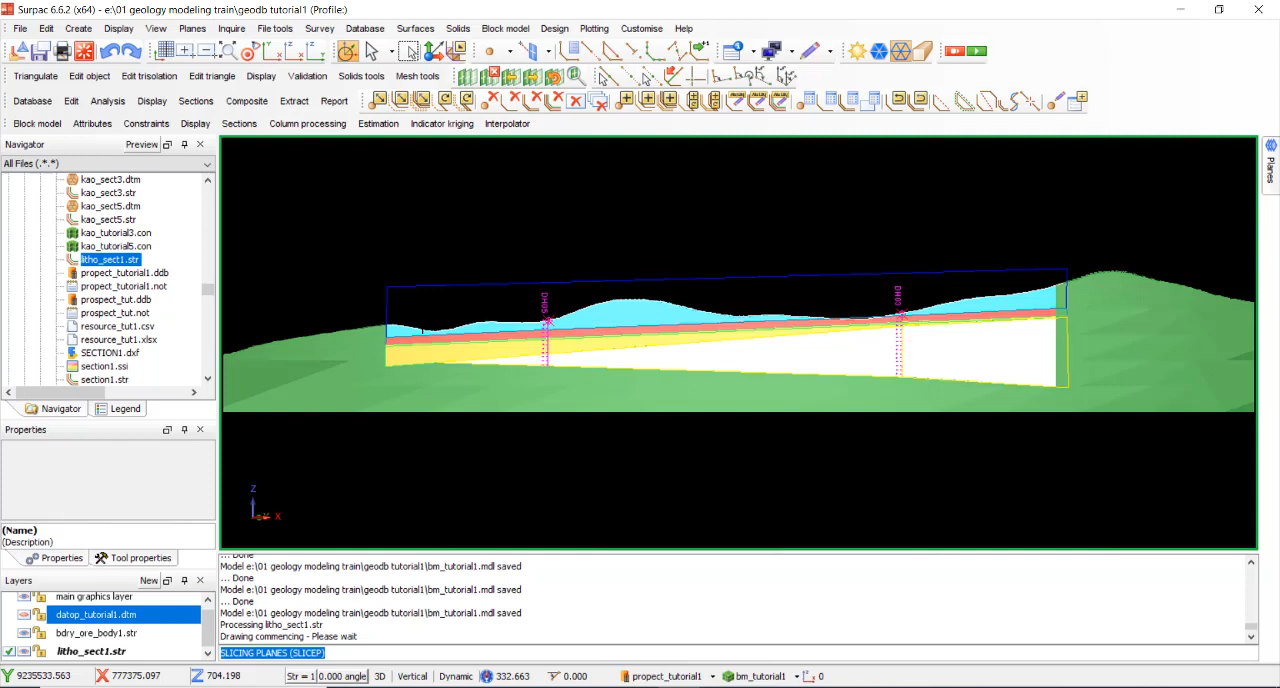 Surpac 6.6.2 (x64) - e:\01 geology modeling train\geodb tutorial1 (Profile:)
File Edit Create Display View Planes Inquire File tools Survey Database Surfaces Solids Block model Design Plotting Customise Help
Triangulate Edit object Edit trisolation Edit triangle Display Validation Solids tools Mesh tools
Database Edit Analysis Display Sections Composite Extract Report
Block model Attributes Constraints Display Sections Column processing Estimation Indicator kriging Interpolator
Navigator Preview
All Files (.*.*)
kao_sect3.dtm
kao_sect3.str
kao_sect5.dtm
kao_sect5.str
kao_tutorial3.con
kao_tutorial5.con
litho_sect1.str
propect_tutorial1.ddb
propect_tutorial1.not
prospect_tut.ddb
prospect_tut.not
resource_tut1.csv
resource_tut1.xlsx
SECTION1.dxf
section1.ssi
section1.str
Navigator Legend
Properties
(Name)
(Description)
Properties Tool properties
Layers New
main graphics layer
datop_tutorial1.dtm
bdry_ore_body1.str
litho_sect1.str
Planes
DH05
DH03
Z
Y X
... Done
Model e:\01 geology modeling train\geodb tutorial1\bm_tutorial1.mdl saved
... Done
Model e:\01 geology modeling train\geodb tutorial1\bm_tutorial1.mdl saved
... Done
Model e:\01 geology modeling train\geodb tutorial1\bm_tutorial1.mdl saved
Processing litho_sect1.str
Drawing commencing - Please wait
SLICING PLANES (SLICEP)
Y 9235533.563 X 777375.097 Z 704.198 Str = 1 0.000 angle 3D Vertical Dynamic 332.663 0.000 propect_tutorial1 bm_tutorial1 0